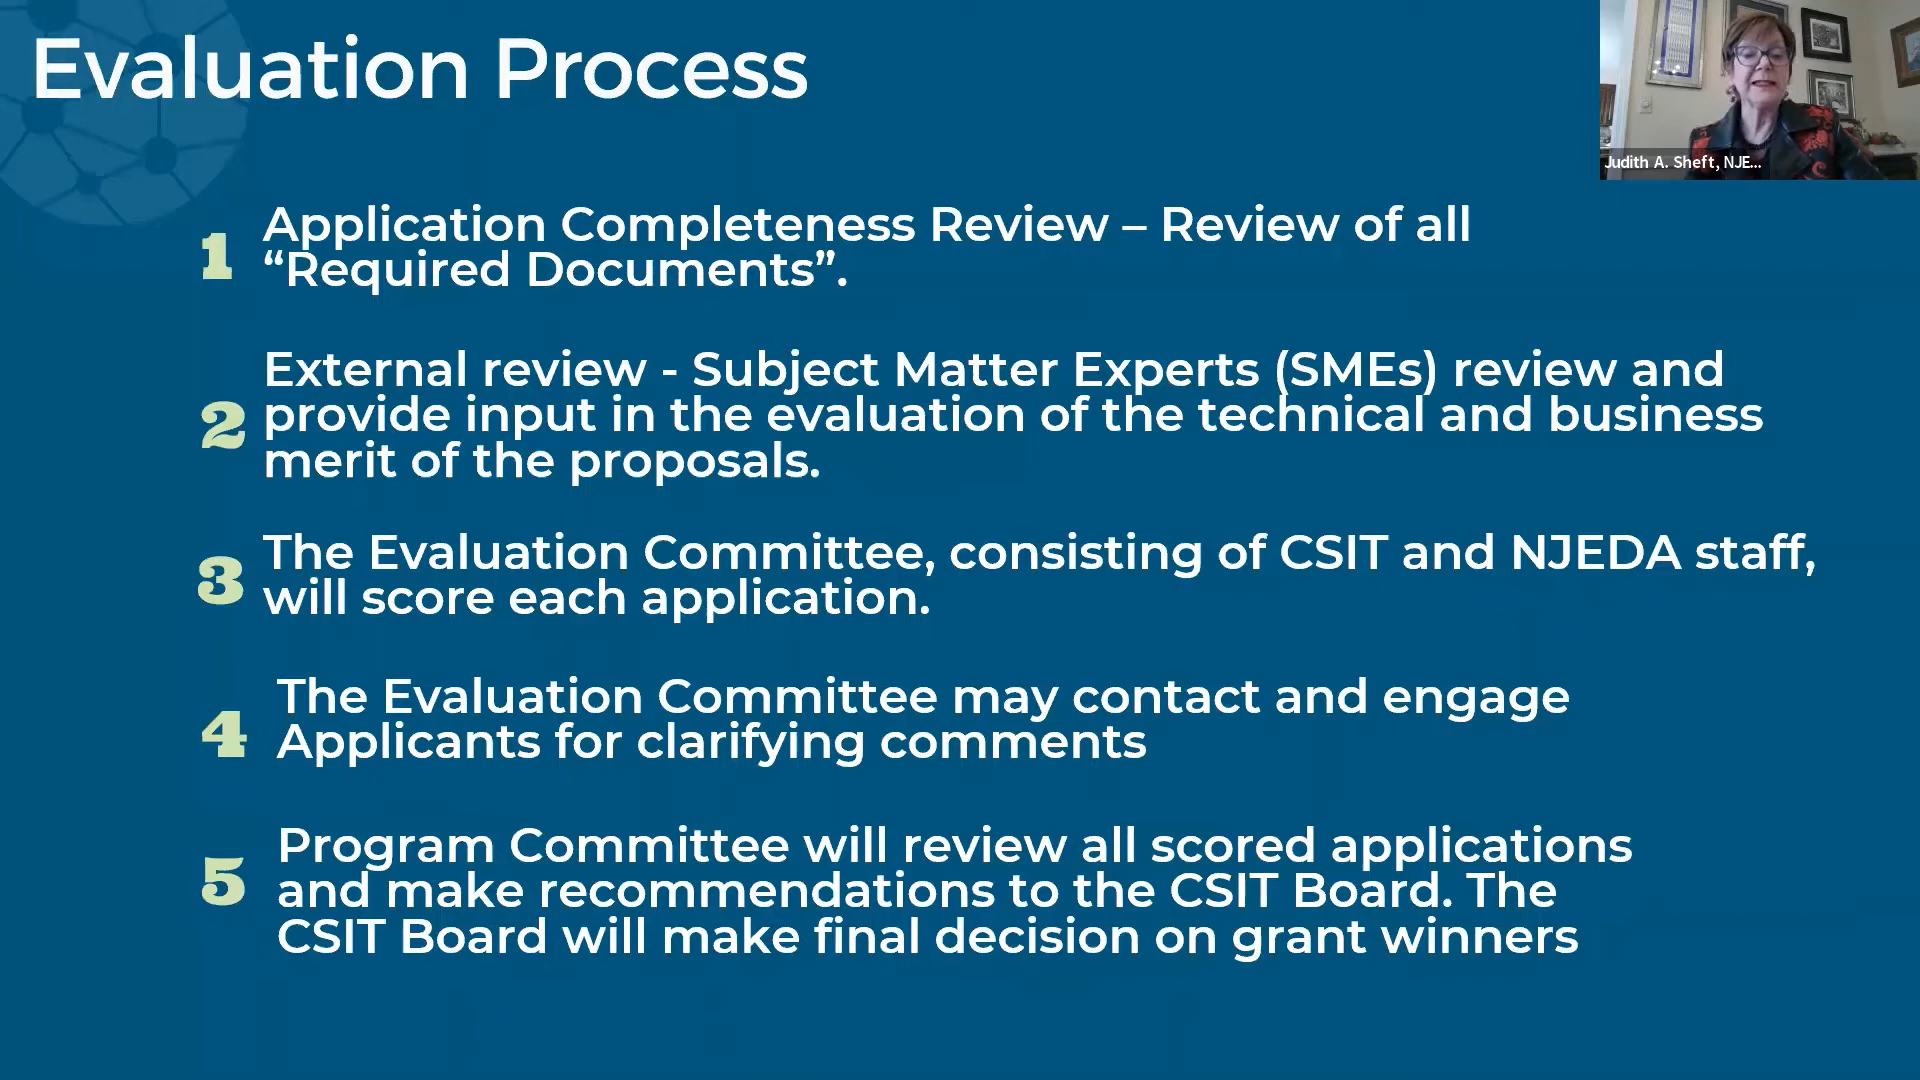 Evaluation Process
Judith A. Sheft, NJE...
1
Application Completeness Review – Review of all
“Required Documents”.
2
External review - Subject Matter Experts (SMEs) review and
provide input in the evaluation of the technical and business
merit of the proposals.
3
The Evaluation Committee, consisting of CSIT and NJEDA staff,
will score each application.
4
The Evaluation Committee may contact and engage
Applicants for clarifying comments
5
Program Committee will review all scored applications
and make recommendations to the CSIT Board. The
CSIT Board will make final decision on grant winners